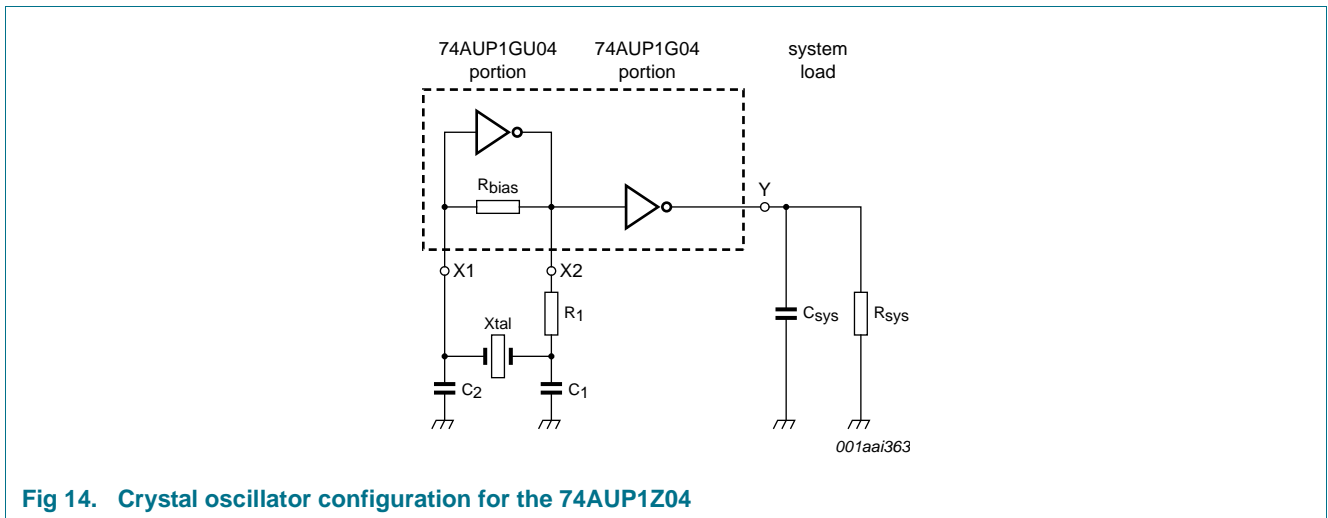 74AUP1GU04 portion
74AUP1G04 portion
system load
Rbias
Y
X1
X2
R1
Xtal
Csys
Rsys
C2
C1
001aai363
Fig 14. Crystal oscillator configuration for the 74AUP1Z04